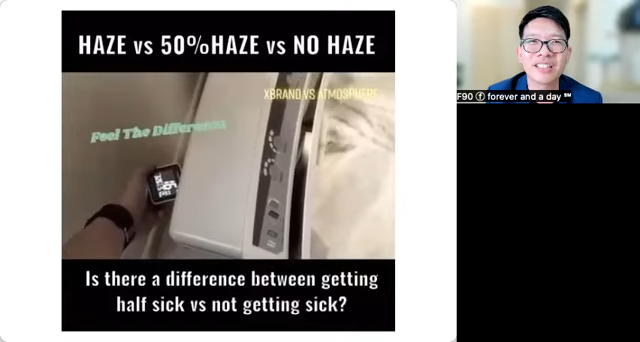 HAZE vs 50%HAZE vs NO HAZE
XBRAND VS ATMOSPHERE
Feel The Difference
Is there a difference between getting
half sick vs not getting sick?
F90 ⓕ forever and a day ℠